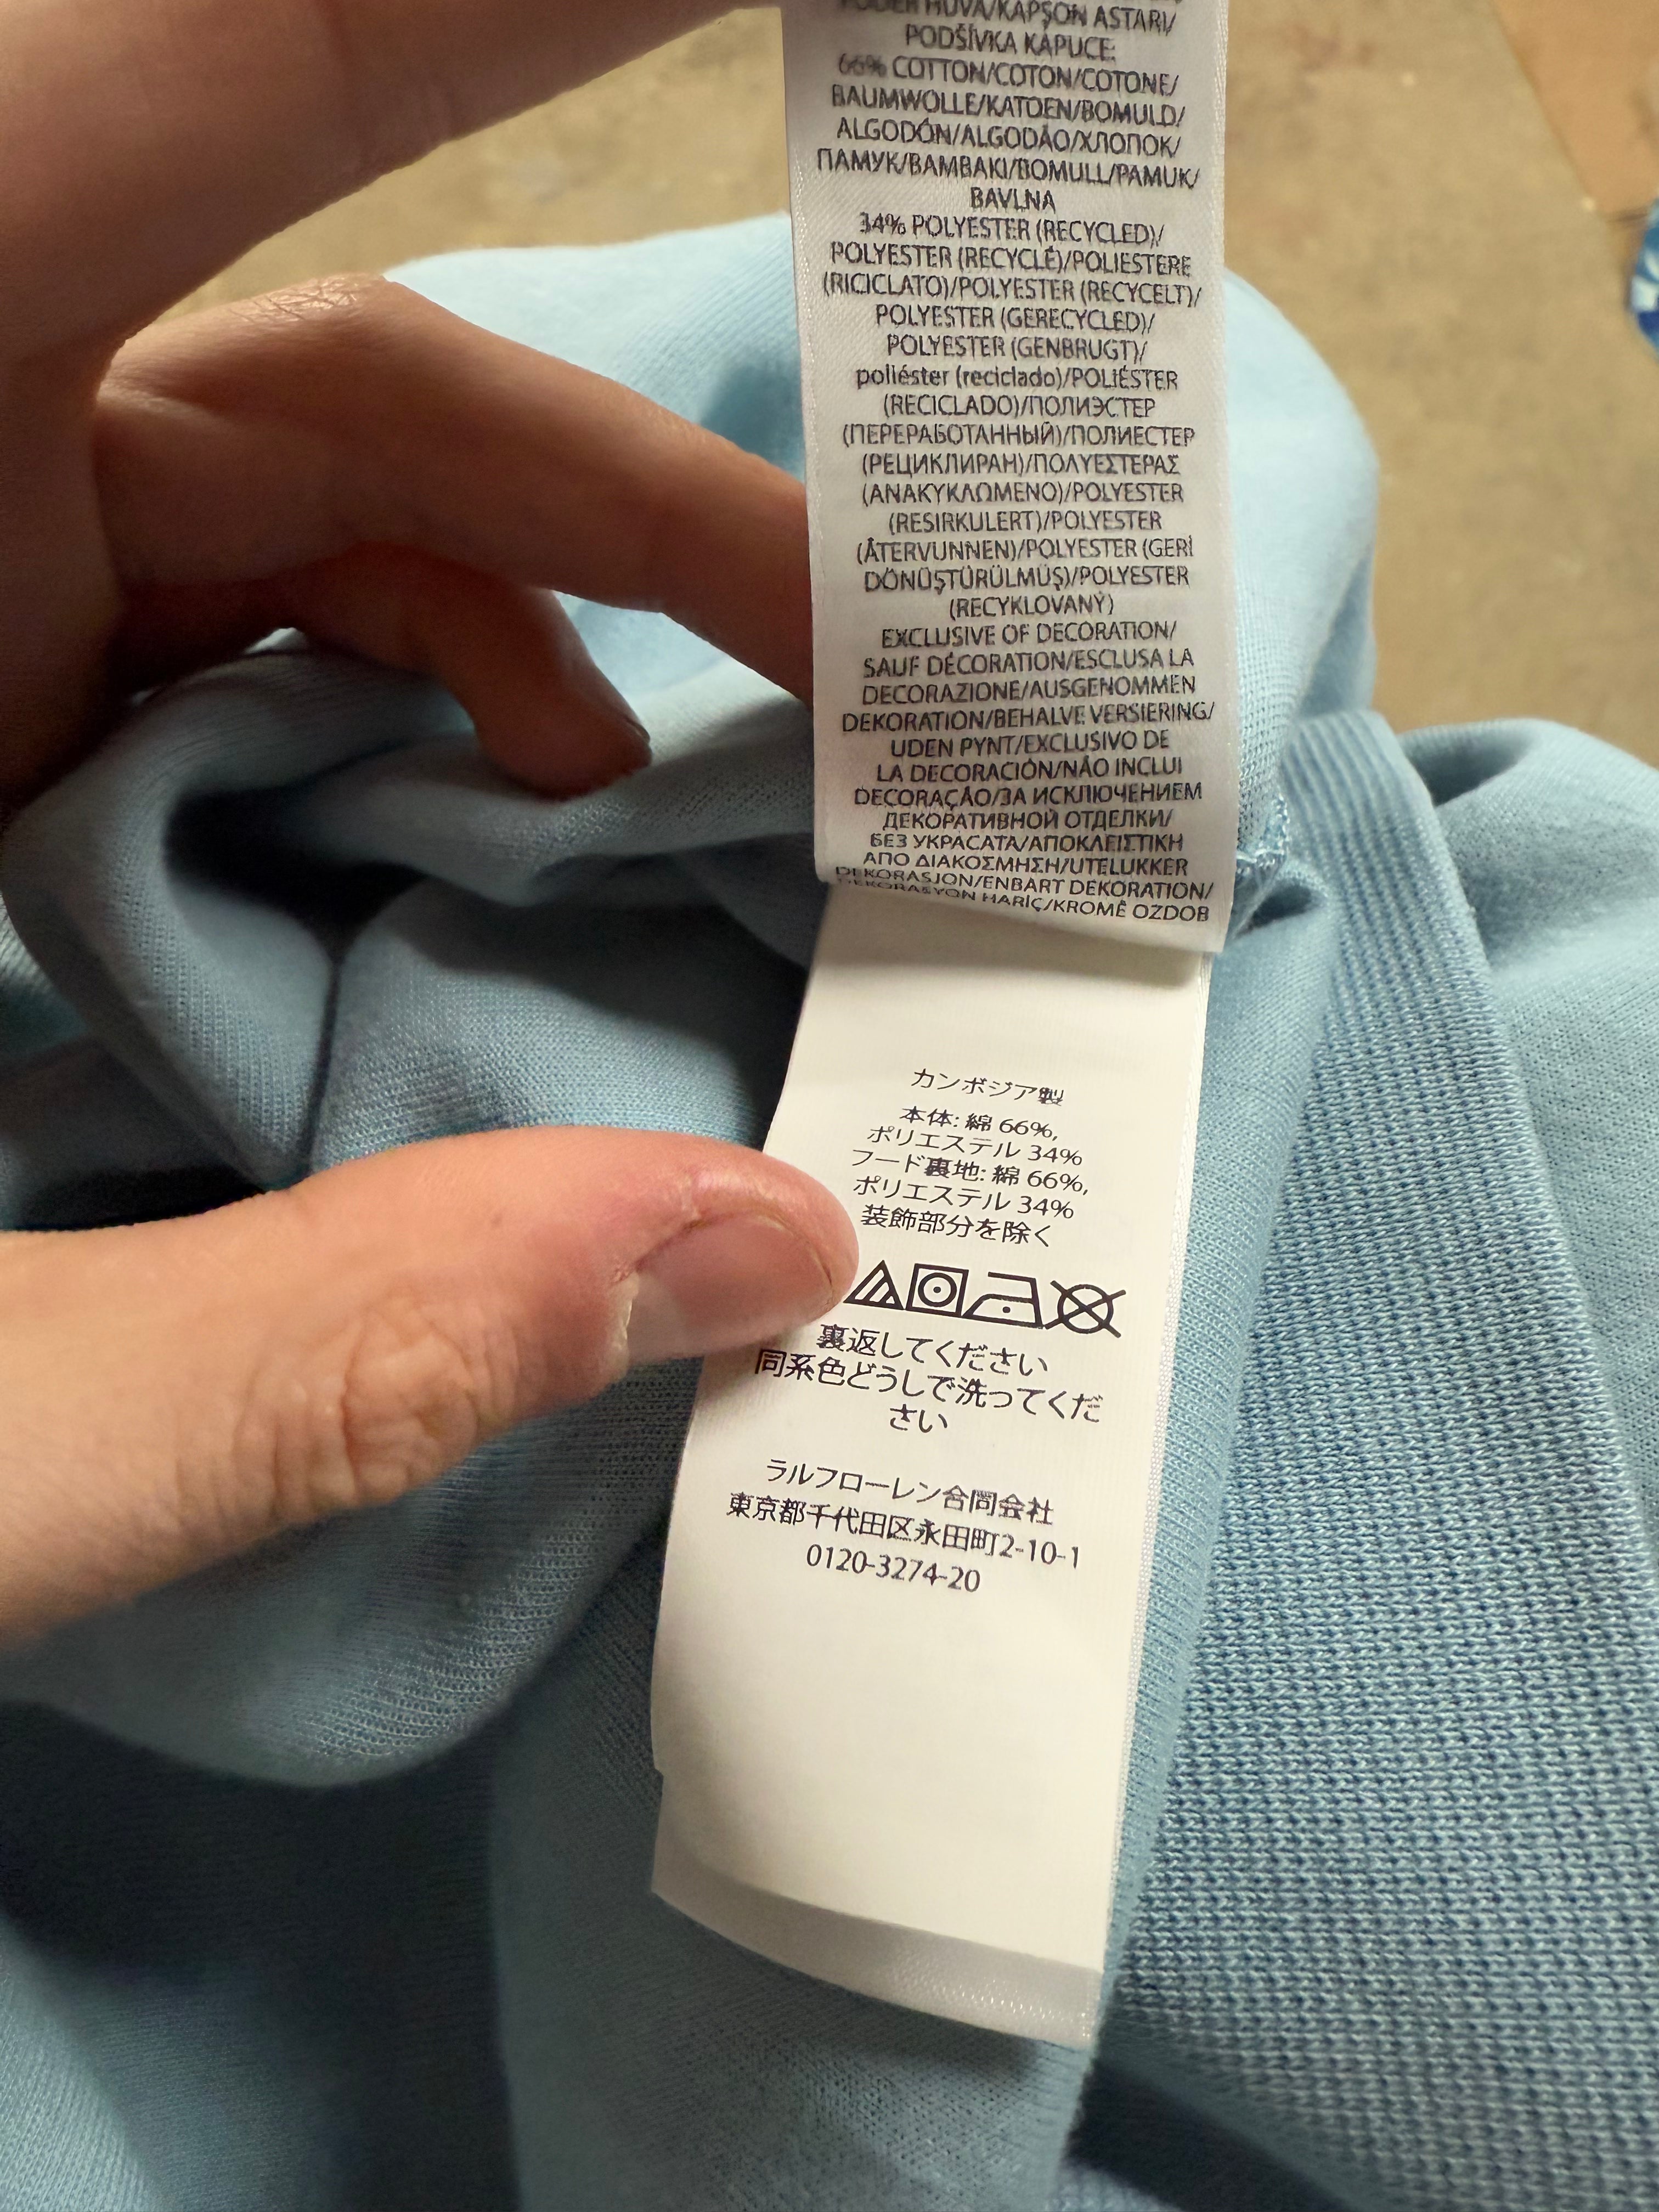 FODER HUVA/KAPŞON ASTARI/
PODŠÍVKA KAPUCE:
66% COTTON/COTON/COTONE/
BAUMWOLLE/KATOEN/BOMULD/
ALGODÓN/ALGODÃO/ХЛОПОК/
ПАМУК/BAMBAKI/BOMULL/PAMUK/
BAVLNA
34% POLYESTER (RECYCLED)/
POLYESTER (RECYCLÉ)/POLIESTERE
(RICICLATO)/POLYESTER (RECYCELT)/
POLYESTER (GERECYCLED)/
POLYESTER (GENBRUGT)/
poliéster (reciclado)/POLIÉSTER
(RECICLADO)/ПОЛИЭСТЕР
(ПЕРЕРАБОТАННЫЙ)/ПОЛИЕСТЕР
(РЕЦИКЛИРАН)/ΠΟΛΥΕΣΤΕΡΑΣ
(ΑΝΑΚΥΚΛΩΜΕΝΟ)/POLYESTER
(RESIRKULERT)/POLYESTER
(ÅTERVUNNEN)/POLYESTER (GERİ
DÖNÜŞTÜRÜLMÜŞ)/POLYESTER
(RECYKLOVANÝ)
EXCLUSIVE OF DECORATION/
SAUF DÉCORATION/ESCLUSA LA
DECORAZIONE/AUSGENOMMEN
DEKORATION/BEHALVE VERSIERING/
UDEN PYNT/EXCLUSIVO DE
LA DECORACIÓN/NÃO INCLUI
DECORAÇÃO/ЗА ИСКЛЮЧЕНИЕМ
ДЕКОРАТИВНОЙ ОТДЕЛКИ/
БЕЗ УКРАСАТА/ΑΠΟΚΛΕΙΣΤΙΚΗ
ΑΠΟ ΔΙΑΚΟΣΜΗΣΗ/UTELUKKER
DEKORASJON/ENBART DEKORATION/
DEKORASYON HARİÇ/KROMĚ OZDOB
カンボジア製
本体: 綿 66%,
ポリエステル 34%
フード裏地: 綿 66%,
ポリエステル 34%
装飾部分を除く
裏返してください
同系色どうしで洗ってくだ
さい
ラルフローレン合同会社
東京都千代田区永田町2-10-1
0120-3274-20